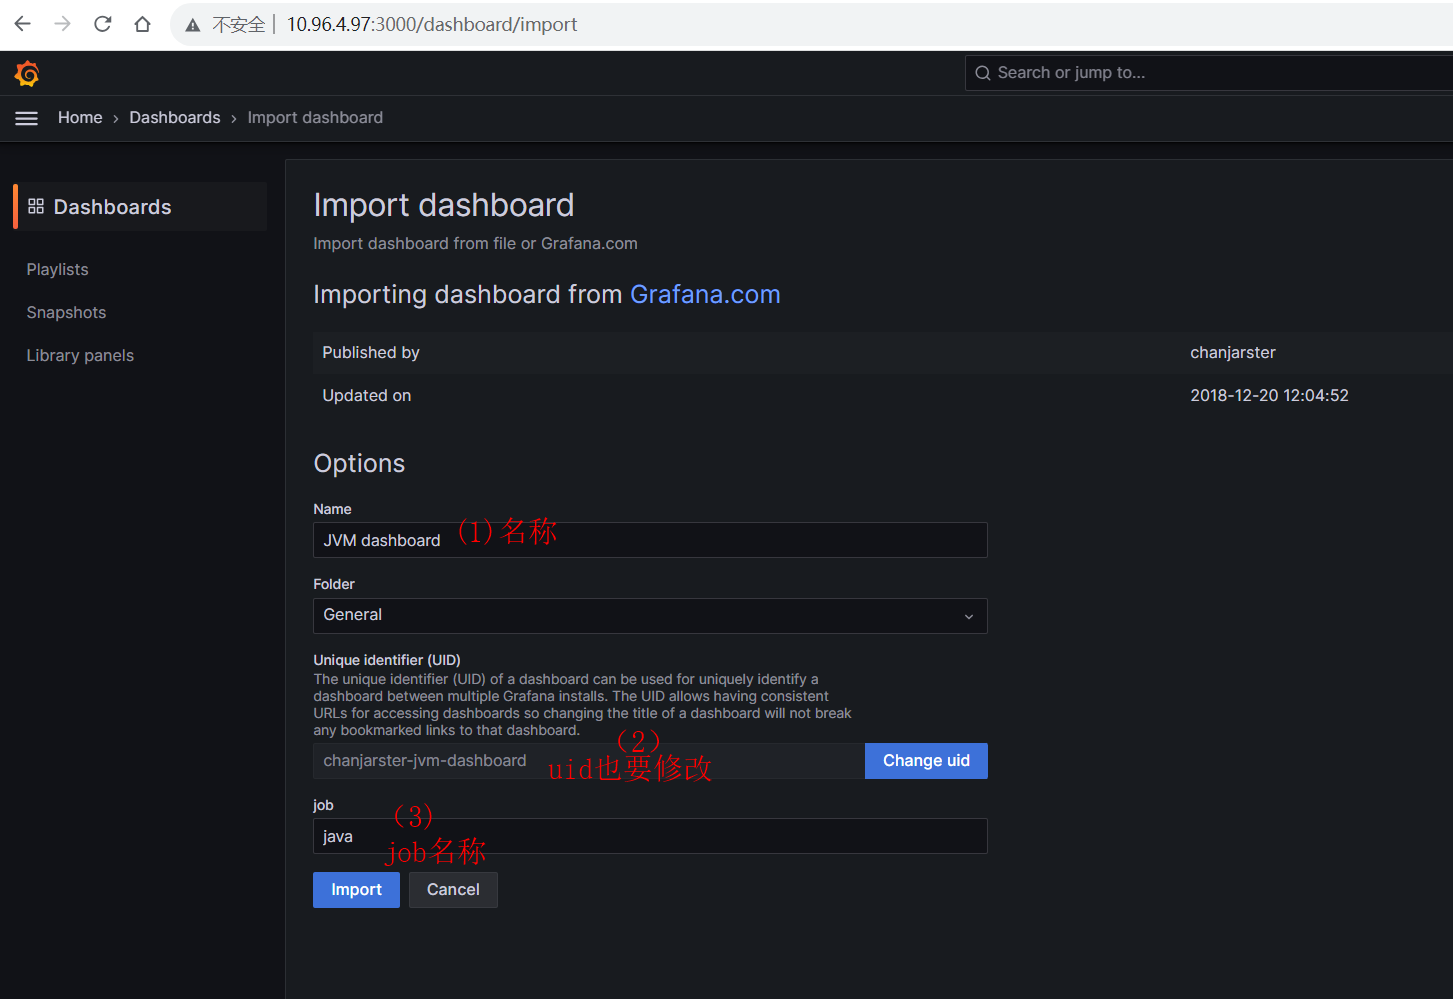 不安全 10.96.4.97:3000/dashboard/import
Search or jump to...
Home › Dashboards › Import dashboard
Dashboards
Playlists
Snapshots
Library panels
Import dashboard
Import dashboard from file or Grafana.com
Importing dashboard from Grafana.com
Published by chanjarster
Updated on 2018-12-20 12:04:52
Options
Name
JVM dashboard (1)名称
Folder
General
Unique identifier (UID)
The unique identifier (UID) of a dashboard can be used for uniquely identify a
dashboard between multiple Grafana installs. The UID allows having consistent
URLs for accessing dashboards so changing the title of a dashboard will not break
any bookmarked links to that dashboard.
（2）
chanjarster-jvm-dashboard uid也要修改 Change uid
job
（3）
java
job名称
Import Cancel